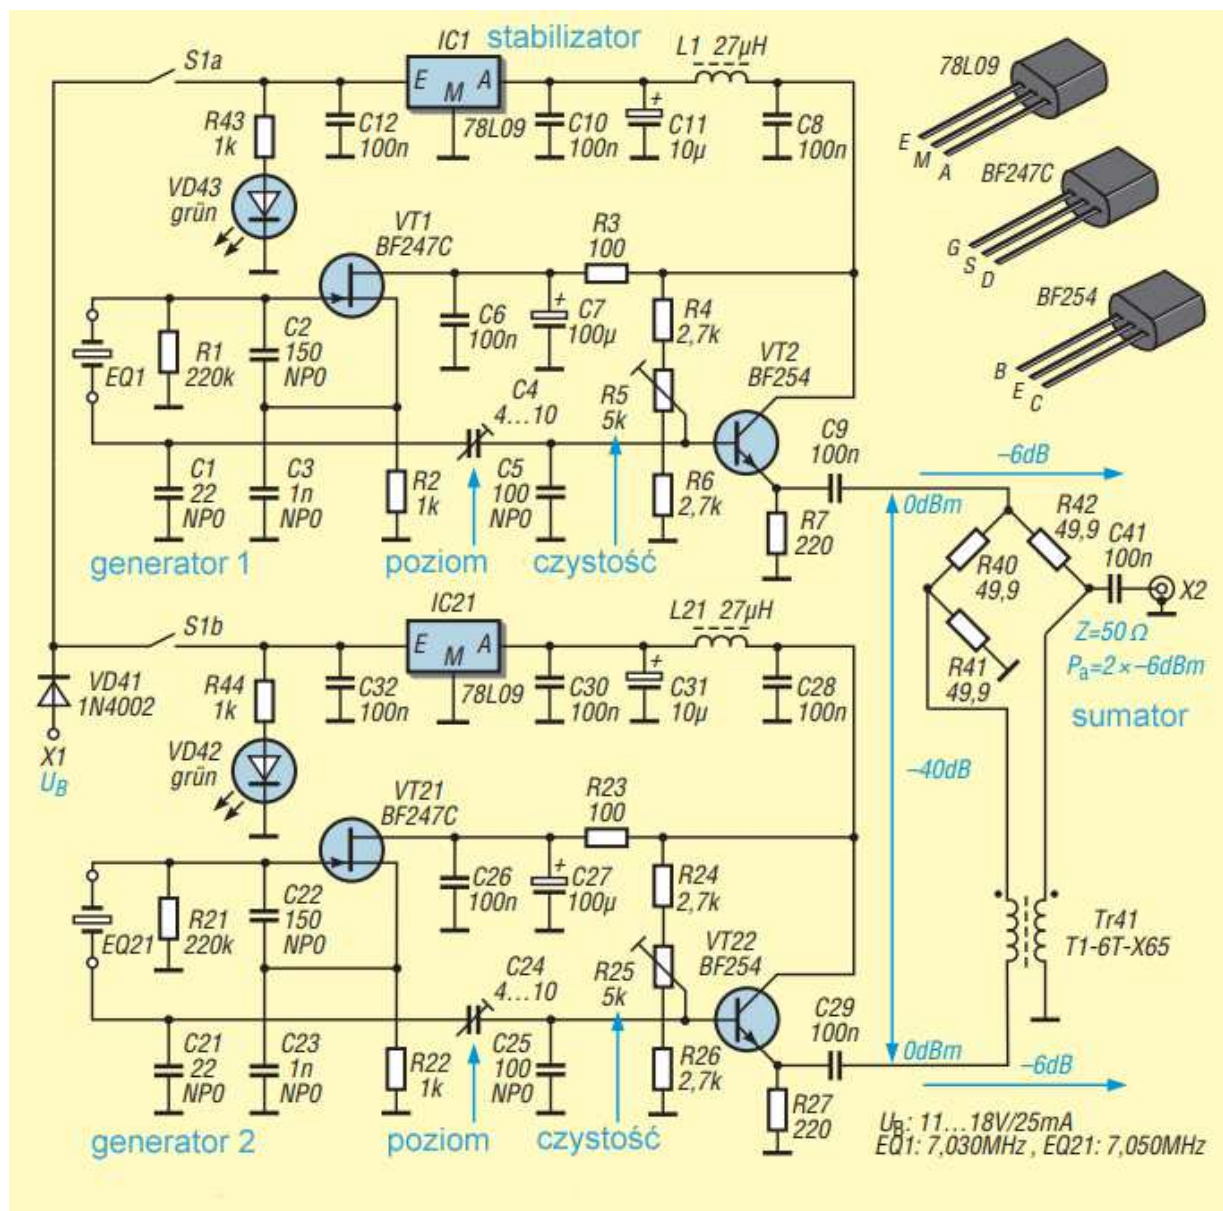 stabilizator
S1a
IC1
E M A
78L09
L1 27μH
R43
1k
C12
100n
C10
100n
+
C11
10μ
C8
100n
VD43
grün
VT1
BF247C
R3
100
78L09
E
M
A
BF247C
G
S
D
BF254
B
E
C
EQ1
R1
220k
C2
150
NP0
C6
100n
+
C7
100μ
R4
2,7k
VT2
BF254
C4
4...10
R5
5k
C1
22
NP0
C3
1n
NP0
R2
1k
C5
100
NP0
R6
2,7k
C9
100n
R7
220
generator 1
poziom
czystość
–6dB
0dBm
R42
49,9
R40
49,9
C41
100n
X2
R41
49,9
Z=50 Ω
Pa=2×–6dBm
sumator
–40dB
S1b
IC21
E M A
78L09
L21 27μH
VD41
1N4002
X1
UB
R44
1k
C32
100n
C30
100n
+
C31
10μ
C28
100n
VD42
grün
VT21
BF247C
R23
100
EQ21
R21
220k
C22
150
NP0
C26
100n
+
C27
100μ
R24
2,7k
VT22
BF254
Tr41
T1-6T-X65
C24
4...10
R25
5k
C21
22
NP0
C23
1n
NP0
R22
1k
C25
100
NP0
R26
2,7k
C29
100n
R27
220
0dBm
–6dB
generator 2
poziom
czystość
UB: 11...18V/25mA
EQ1: 7,030MHz , EQ21: 7,050MHz